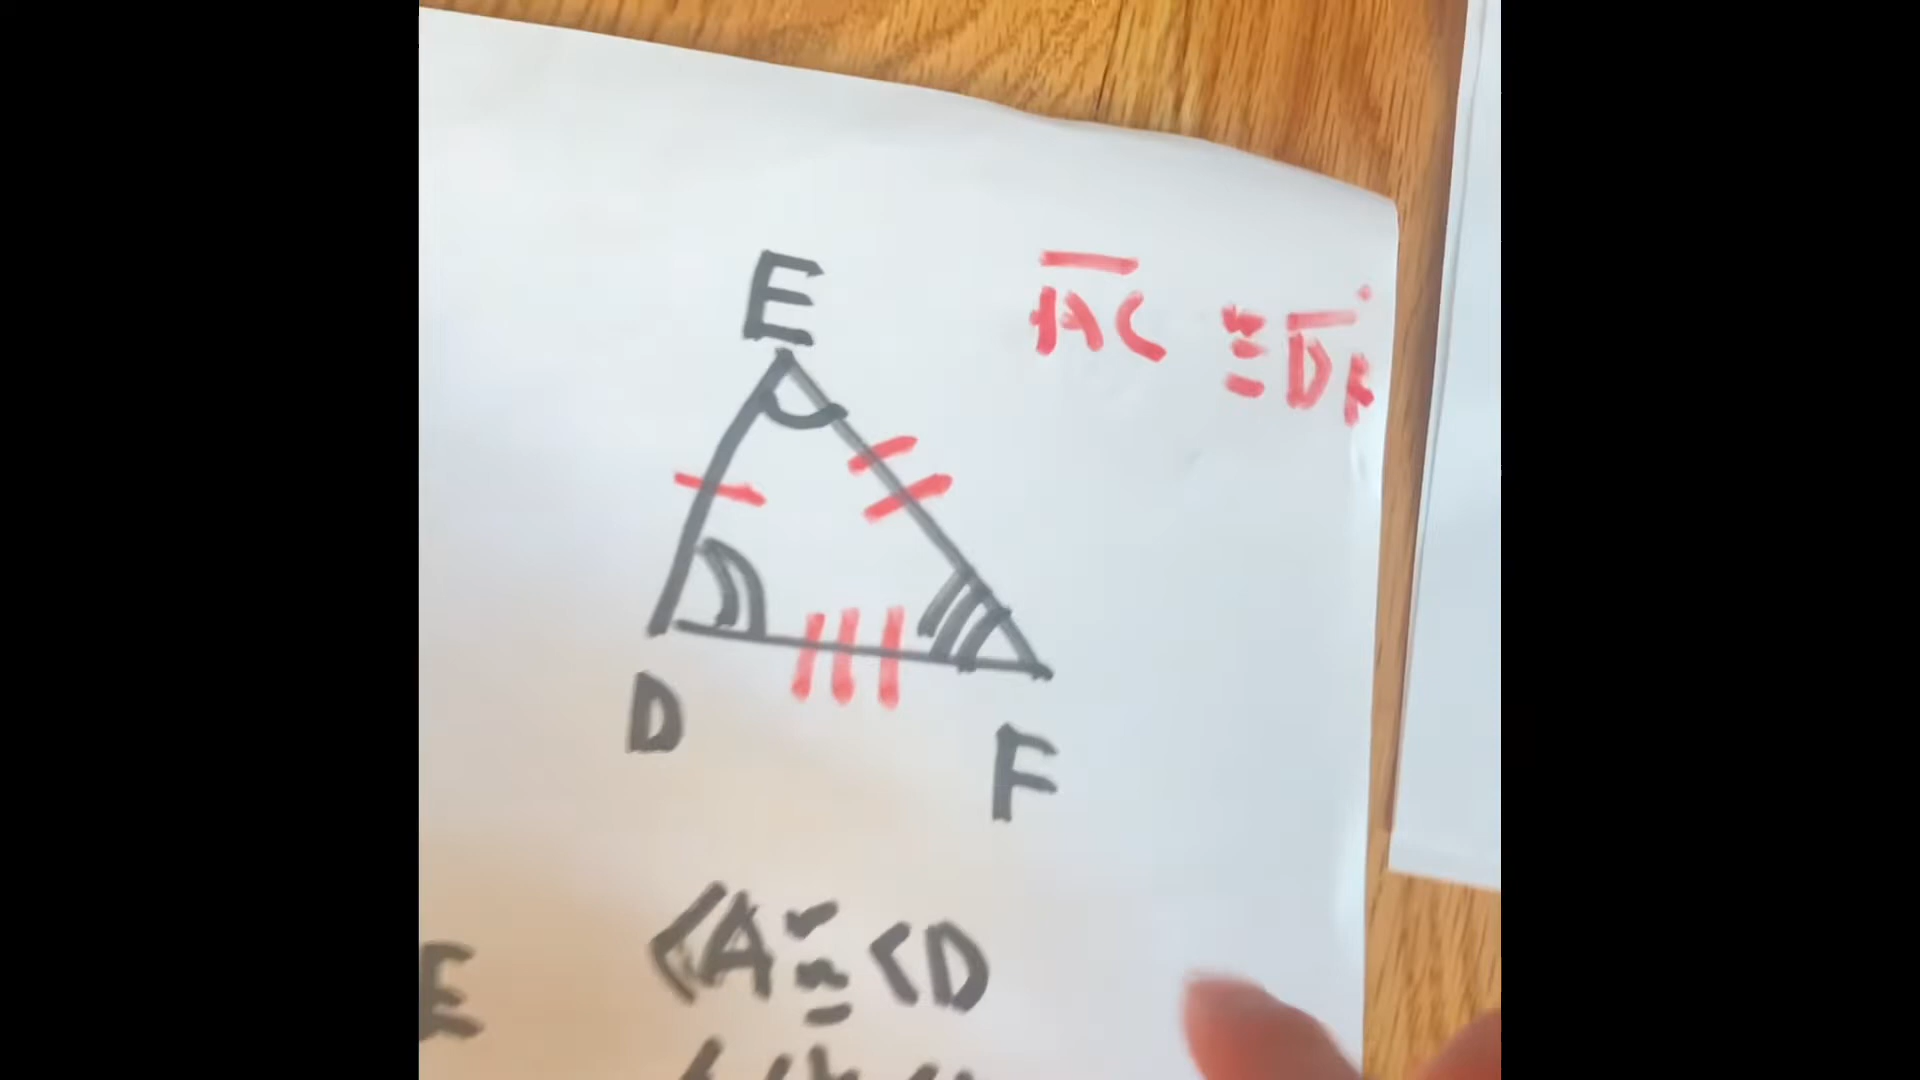 E
AC ≅ DF
D
F
E
<A ≅ <D